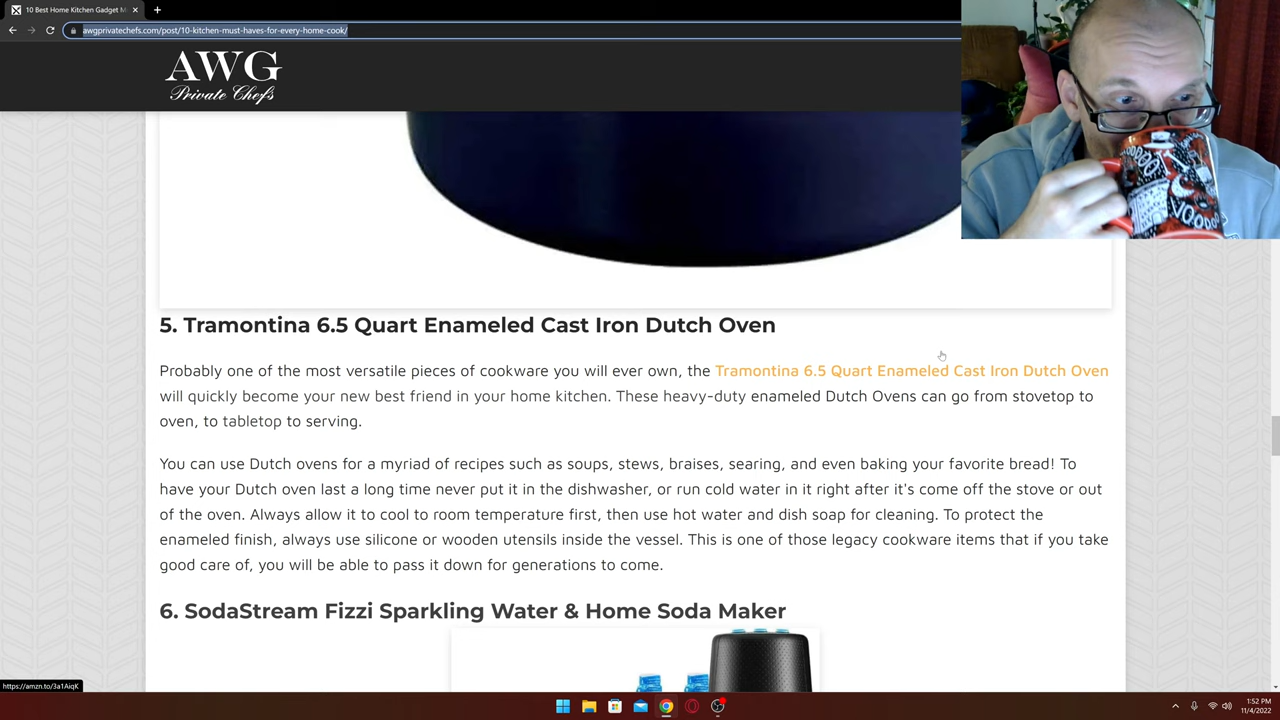 10 Best Home Kitchen Gadget M
awgprivatechefs.com/post/10-kitchen-must-haves-for-every-home-cook/
AWG
Private Chefs
5. Tramontina 6.5 Quart Enameled Cast Iron Dutch Oven
Probably one of the most versatile pieces of cookware you will ever own, the Tramontina 6.5 Quart Enameled Cast Iron Dutch Oven
will quickly become your new best friend in your home kitchen. These heavy-duty enameled Dutch Ovens can go from stovetop to
oven, to tabletop to serving.
You can use Dutch ovens for a myriad of recipes such as soups, stews, braises, searing, and even baking your favorite bread! To
have your Dutch oven last a long time never put it in the dishwasher, or run cold water in it right after it's come off the stove or out
of the oven. Always allow it to cool to room temperature first, then use hot water and dish soap for cleaning. To protect the
enameled finish, always use silicone or wooden utensils inside the vessel. This is one of those legacy cookware items that if you take
good care of, you will be able to pass it down for generations to come.
6. SodaStream Fizzi Sparkling Water & Home Soda Maker
https://amzn.to/3a1AiqK
1:52 PM
11/4/2022